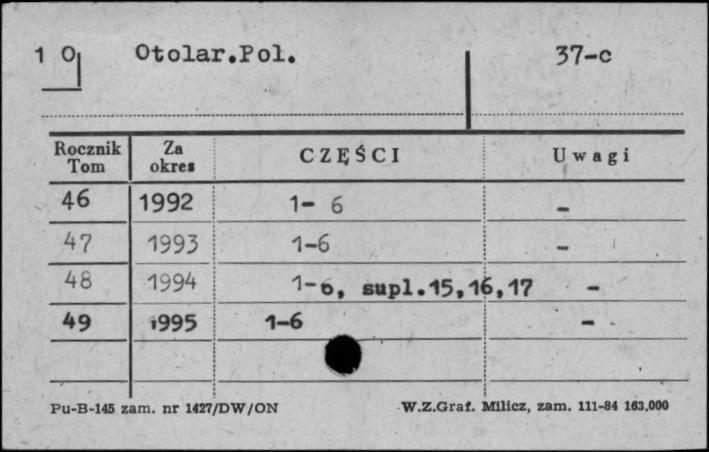 1 0 Otolar.Pol. 37-c
Rocznik Tom Za okres CZĘŚCI Uwagi
46 1992 1- 6 -
47 1993 1-6 -
48 1994 1-6, supl.15,16,17 -
49 1995 1-6 -
Pu-B-145 zam. nr 1427/DW/ON W.Z.Graf. Milicz, zam. 111-84 163.000